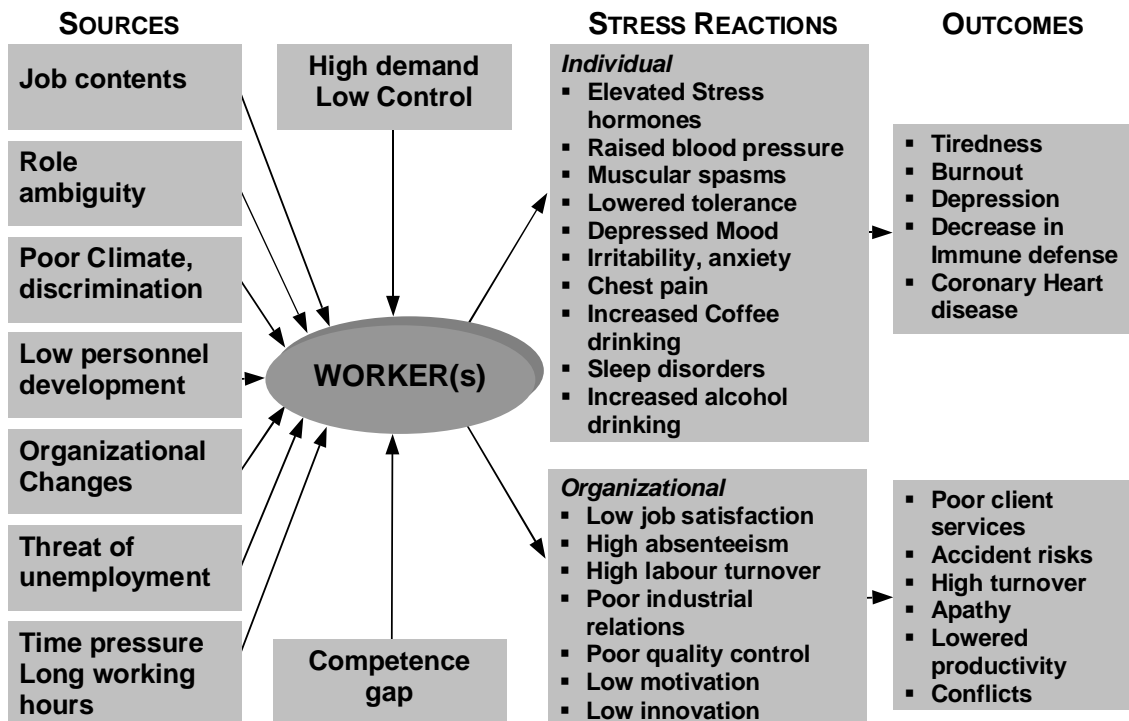 SOURCES
Job contents
Role
ambiguity
Poor Climate,
discrimination
Low personnel
development
Organizational
Changes
Threat of
unemployment
Time pressure
Long working
hours
High demand
Low Control
WORKER(s)
Competence
gap
STRESS REACTIONS
Individual
▪ Elevated Stress
hormones
▪ Raised blood pressure
▪ Muscular spasms
▪ Lowered tolerance
▪ Depressed Mood
▪ Irritability, anxiety
▪ Chest pain
▪ Increased Coffee
drinking
▪ Sleep disorders
▪ Increased alcohol
drinking
Organizational
▪ Low job satisfaction
▪ High absenteeism
▪ High labour turnover
▪ Poor industrial
relations
▪ Poor quality control
▪ Low motivation
▪ Low innovation
OUTCOMES
▪ Tiredness
▪ Burnout
▪ Depression
▪ Decrease in
Immune defense
▪ Coronary Heart
disease
▪ Poor client
services
▪ Accident risks
▪ High turnover
▪ Apathy
▪ Lowered
productivity
▪ Conflicts